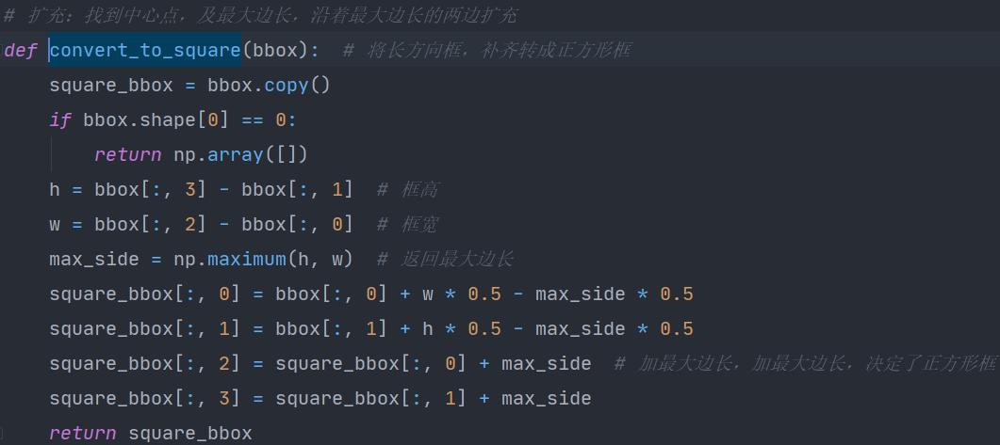 # 扩充：找到中心点，及最大边长，沿着最大边长的两边扩充
def convert_to_square(bbox):  # 将长方向框，补齐转成正方形框
    square_bbox = bbox.copy()
    if bbox.shape[0] == 0:
        return np.array([])
    h = bbox[:, 3] - bbox[:, 1]  # 框高
    w = bbox[:, 2] - bbox[:, 0]  # 框宽
    max_side = np.maximum(h, w)  # 返回最大边长
    square_bbox[:, 0] = bbox[:, 0] + w * 0.5 - max_side * 0.5
    square_bbox[:, 1] = bbox[:, 1] + h * 0.5 - max_side * 0.5
    square_bbox[:, 2] = square_bbox[:, 0] + max_side  # 加最大边长，加最大边长，决定了正方形框
    square_bbox[:, 3] = square_bbox[:, 1] + max_side
    return square_bbox